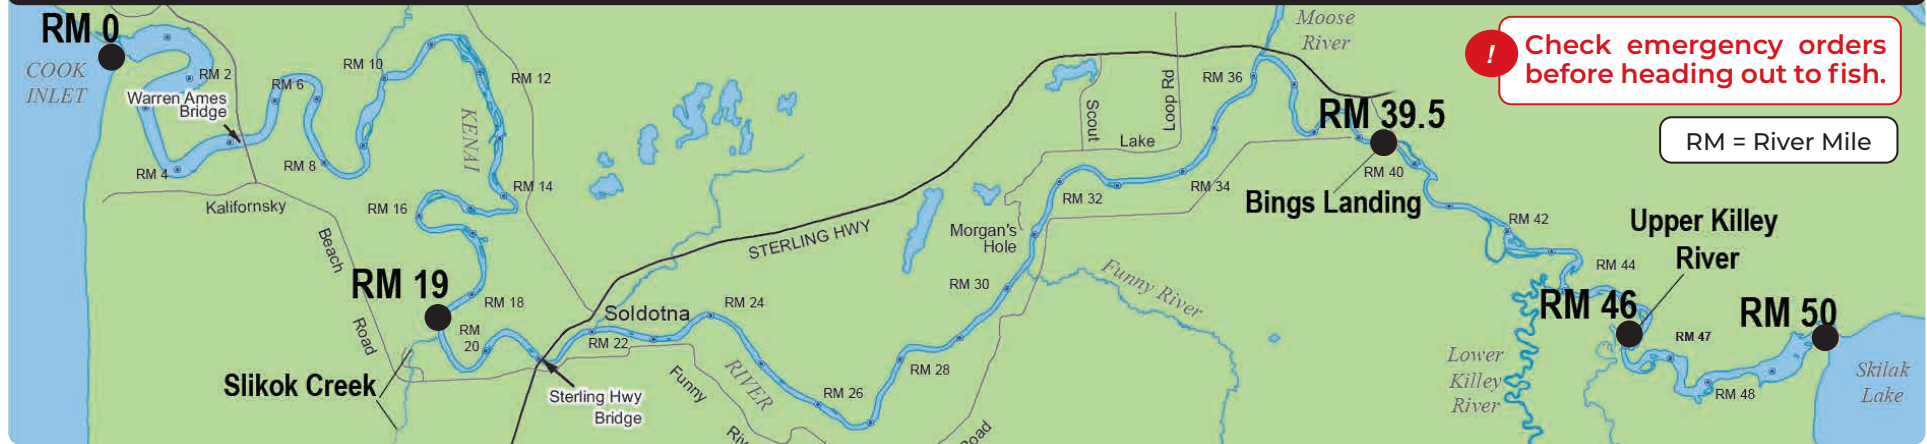 RM 0
COOK
INLET
RM 2
Warren Ames
Bridge
RM 4
RM 6
RM 8
RM 10
RM 12
KENAI
RM 14
RM 16
Kalifornsky
Beach
Road
RM 19
RM 18
RM
20
Slikok Creek
Soldotna
RM 22
Sterling Hwy
Bridge
STERLING HWY
RM 24
Funny
Riv
RIVER
RM 26
RM 28
Road
RM 30
Morgan's
Hole
RM 32
Funny River
RM 34
Scout
Lake
Loop Rd
RM 36
Moose
River
RM 39.5
RM 40
Bings Landing
RM 42
RM 44
Upper Killey
River
RM 46
Lower
Killey
River
RM 47
RM 48
RM 50
Skilak
Lake
!
Check emergency orders
before heading out to fish.
RM = River Mile